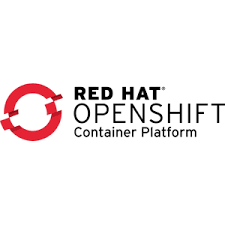 RED HAT®
OPENSHIFT
Container Platform